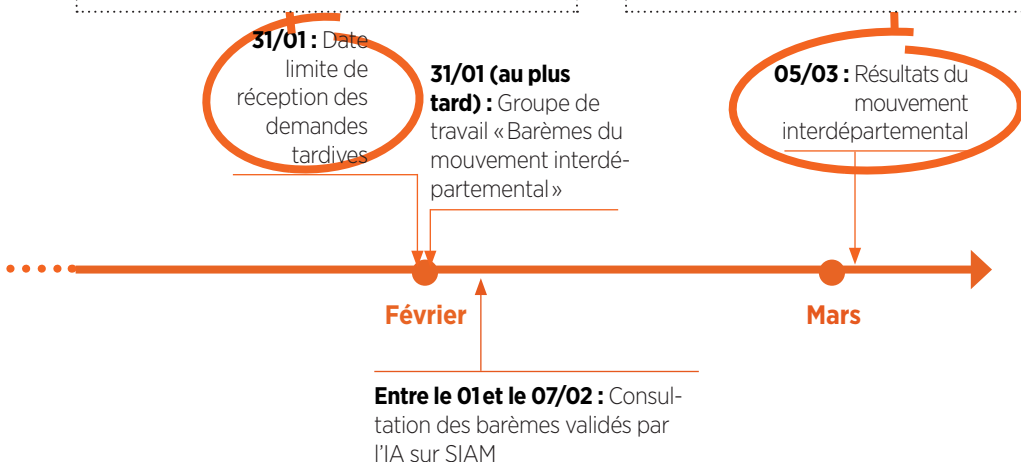 31/01 : Date
limite de
réception des
demandes
tardives
31/01 (au plus
tard) : Groupe de
travail « Barèmes du
mouvement interdé-
partemental »
05/03 : Résultats du
mouvement
interdépartemental
Février
Mars
Entre le 01 et le 07/02 : Consul-
tation des barèmes validés par
l'IA sur SIAM